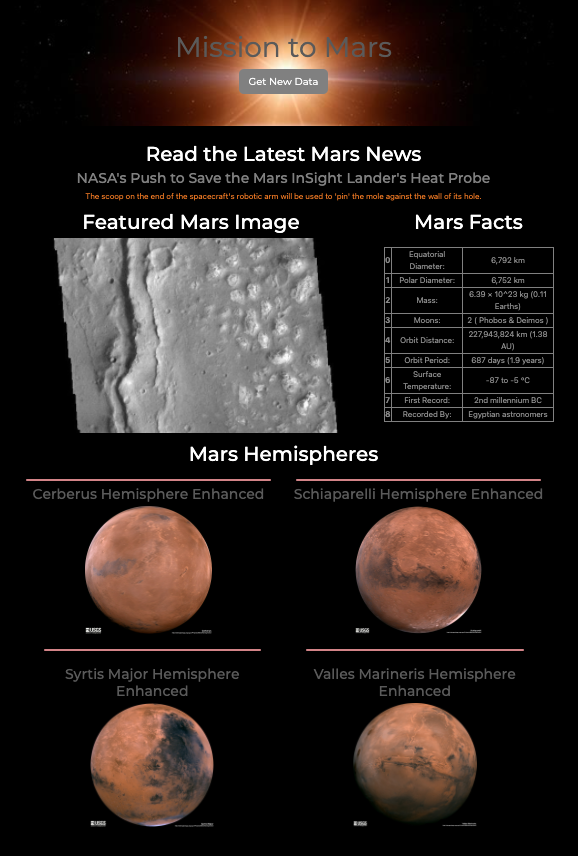 Mission to Mars
Get New Data
Read the Latest Mars News
NASA's Push to Save the Mars InSight Lander's Heat Probe
The scoop on the end of the spacecraft's robotic arm will be used to 'pin' the mole against the wall of its hole.
Featured Mars Image
Mars Facts
0 Equatorial Diameter: 6,792 km
1 Polar Diameter: 6,752 km
2 Mass: 6.39 × 10^23 kg (0.11 Earths)
3 Moons: 2 ( Phobos & Deimos )
4 Orbit Distance: 227,943,824 km (1.38 AU)
5 Orbit Period: 687 days (1.9 years)
6 Surface Temperature: -87 to -5 °C
7 First Record: 2nd millennium BC
8 Recorded By: Egyptian astronomers
Mars Hemispheres
Cerberus Hemisphere Enhanced
Schiaparelli Hemisphere Enhanced
USGS
USGS
Syrtis Major Hemisphere
Enhanced
Valles Marineris Hemisphere
Enhanced
USGS
USGS